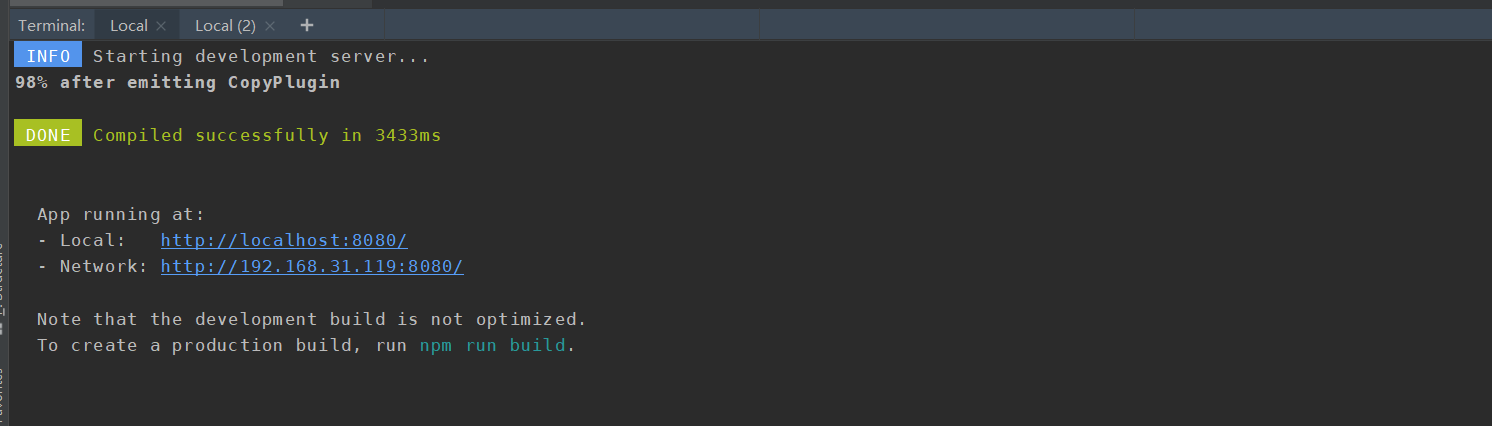 Terminal: Local × Local (2) × +
INFO Starting development server...
98% after emitting CopyPlugin
DONE Compiled successfully in 3433ms
App running at:
- Local: http://localhost:8080/
- Network: http://192.168.31.119:8080/
Note that the development build is not optimized.
To create a production build, run npm run build.